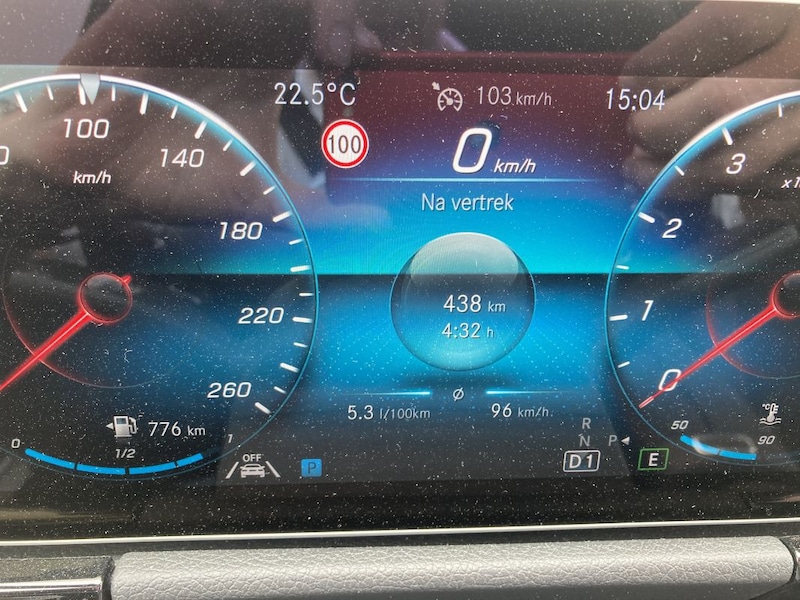 22.5°C 103 km/h 15:04
100
0 km/h
Na vertrek
100
140
180
220
260
km/h
438 km
4:32 h
5.3 l/100km Ø 96 km/h
776 km
0 1/2 1
OFF
P
R
N P
D1 E
3
2
1
0
50 90
°C